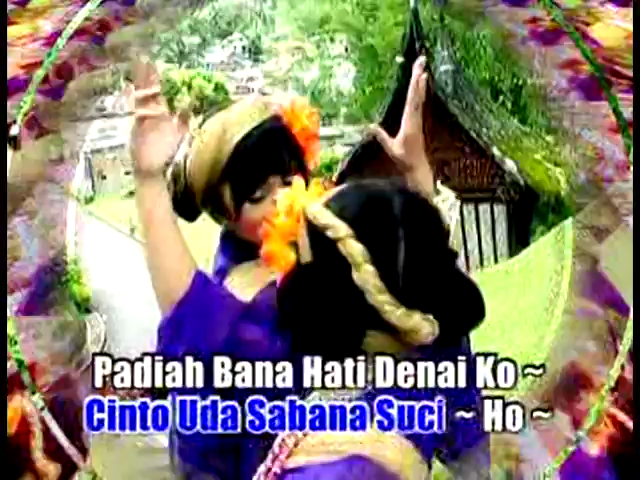 Padiah Bana Hati Denai Ko ~
Cinto Uda Sabana Suci ~ Ho ~